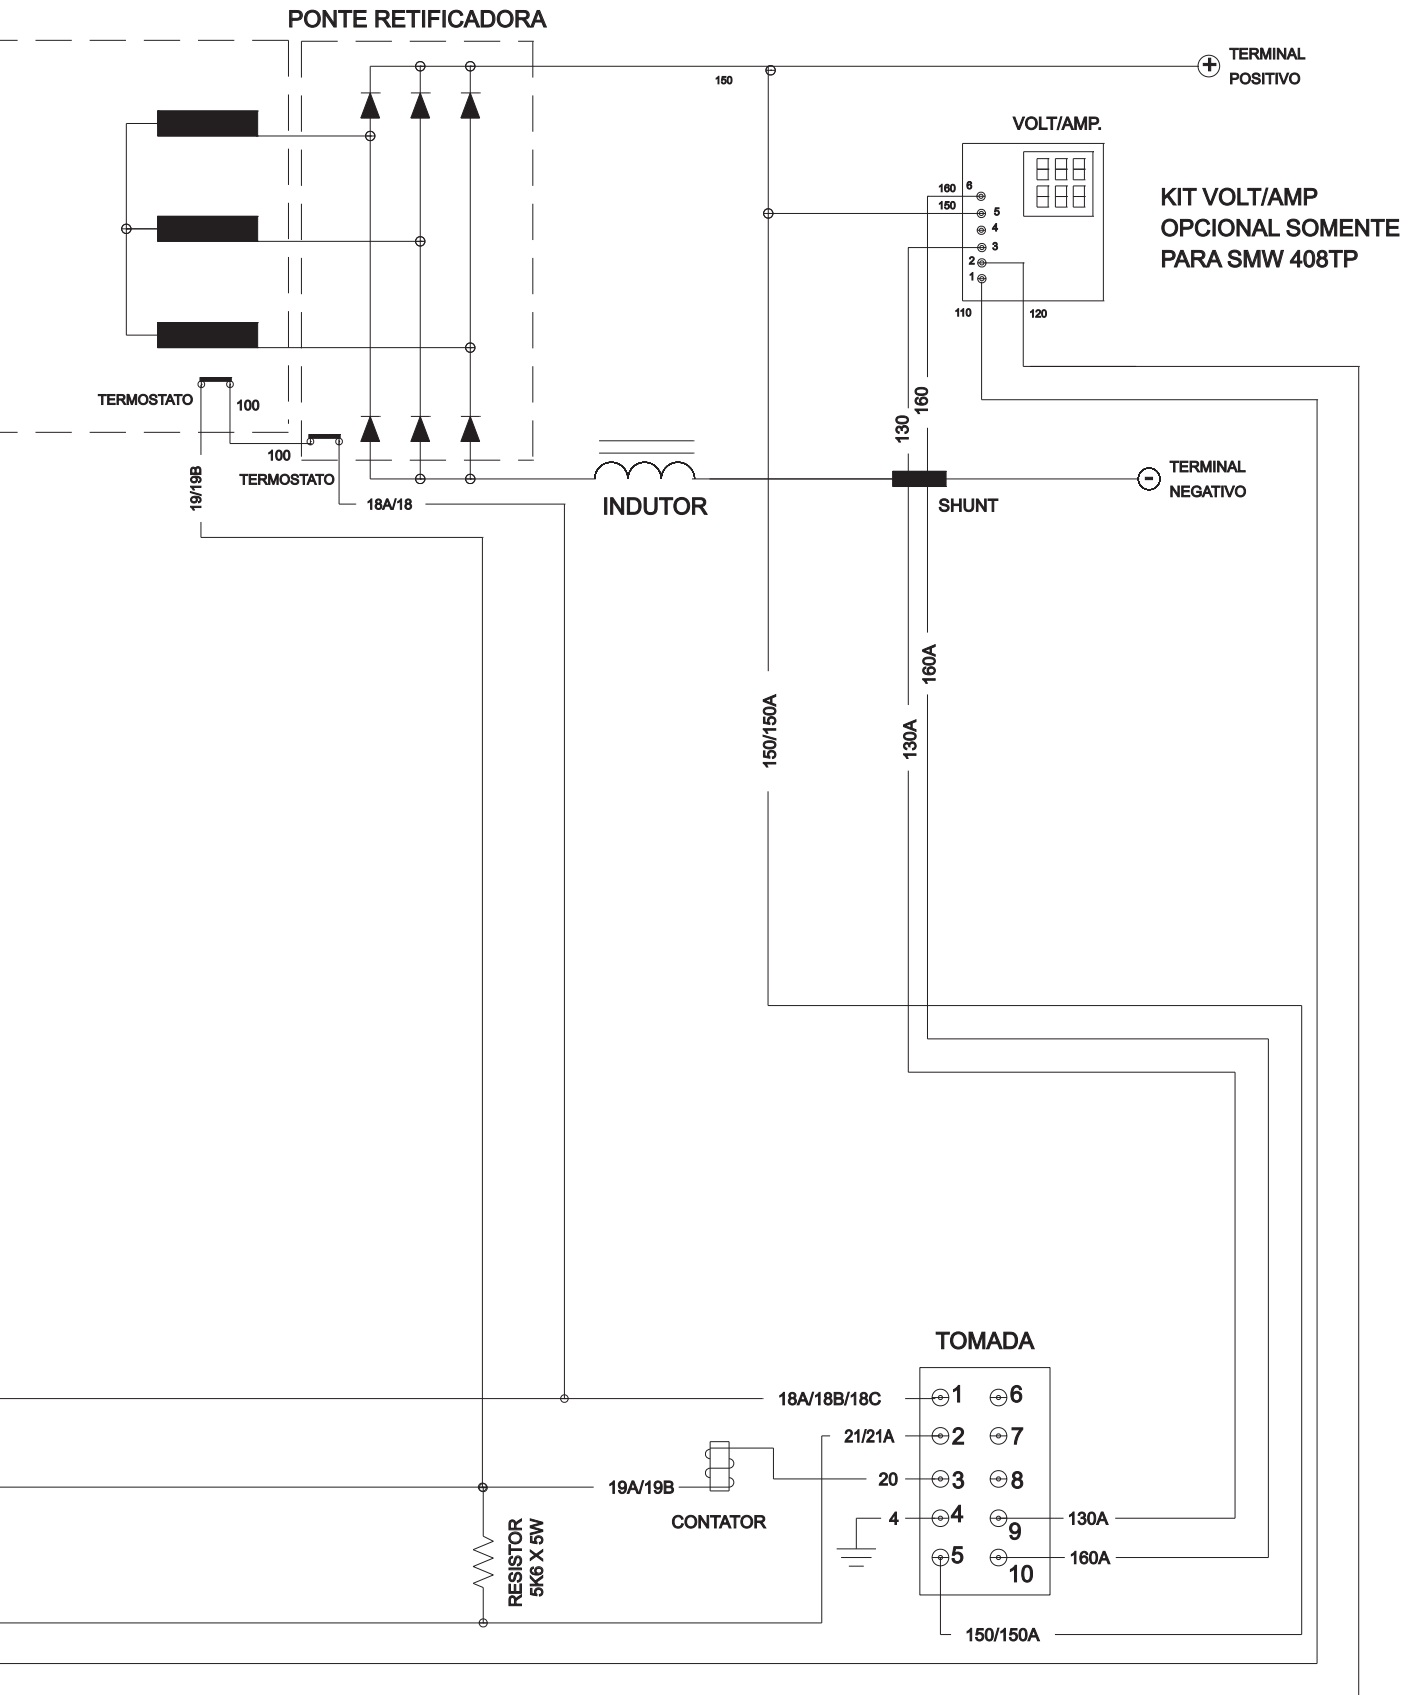 PONTE RETIFICADORA
TERMINAL
POSITIVO
150
VOLT/AMP.
160
6
150
5
4
3
2
1
110
120
KIT VOLT/AMP
OPCIONAL SOMENTE
PARA SMW 408TP
TERMOSTATO
100
100
TERMOSTATO
19/19B
18A/18
INDUTOR
130
160
SHUNT
TERMINAL
NEGATIVO
150/150A
130A
160A
TOMADA
18A/18B/18C
1
6
21/21A
2
7
20
3
8
4
4
9
130A
5
10
160A
150/150A
19A/19B
CONTATOR
RESISTOR
5K6 X 5W